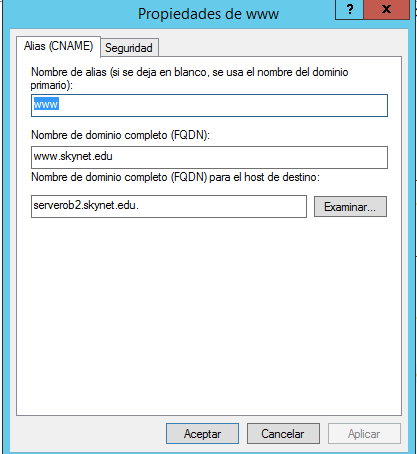 Propiedades de www
? x
Alias (CNAME) Seguridad
Nombre de alias (si se deja en blanco, se usa el nombre del dominio
primario):
www
Nombre de dominio completo (FQDN):
www.skynet.edu
Nombre de dominio completo (FQDN) para el host de destino:
serverob2.skynet.edu. Examinar...
Aceptar Cancelar Aplicar